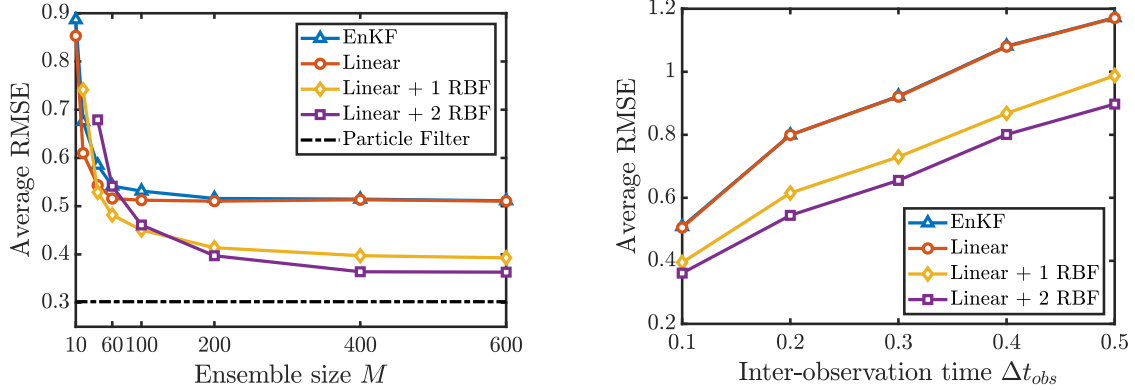 0.9
0.8
0.7
0.6
0.5
0.4
0.3
Average RMSE
10 60 100 200 400 600
Ensemble size M
EnKF
Linear
Linear + 1 RBF
Linear + 2 RBF
Particle Filter
1.2
1
0.8
0.6
0.4
0.2
Average RMSE
0.1 0.2 0.3 0.4 0.5
Inter-observation time Δt_obs
EnKF
Linear
Linear + 1 RBF
Linear + 2 RBF